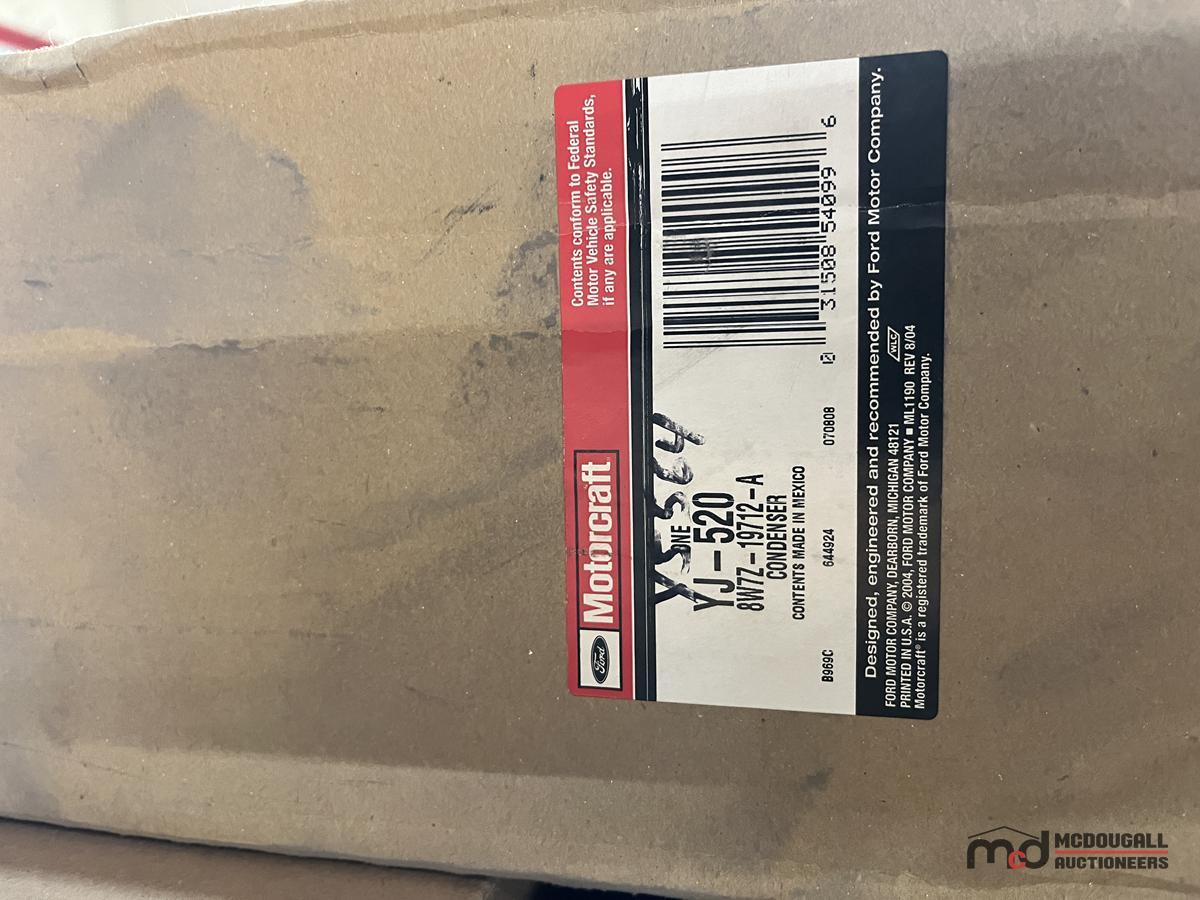 Ford
Motorcraft
Contents conform to Federal
Motor Vehicle Safety Standards,
if any are applicable.
ONE
YJ-520
8W7Z-19712-A
CONDENSER
CONTENTS MADE IN MEXICO
B969C 644924 070808
0 31508 54099 6
Designed, engineered and recommended by Ford Motor Company.
FORD MOTOR COMPANY, DEARBORN, MICHIGAN 48121
PRINTED IN U.S.A. © 2004, FORD MOTOR COMPANY ■ ML1190 REV 8/04
Motorcraft® is a registered trademark of Ford Motor Company.
WLC
mcd MCDOUGALL
AUCTIONEERS